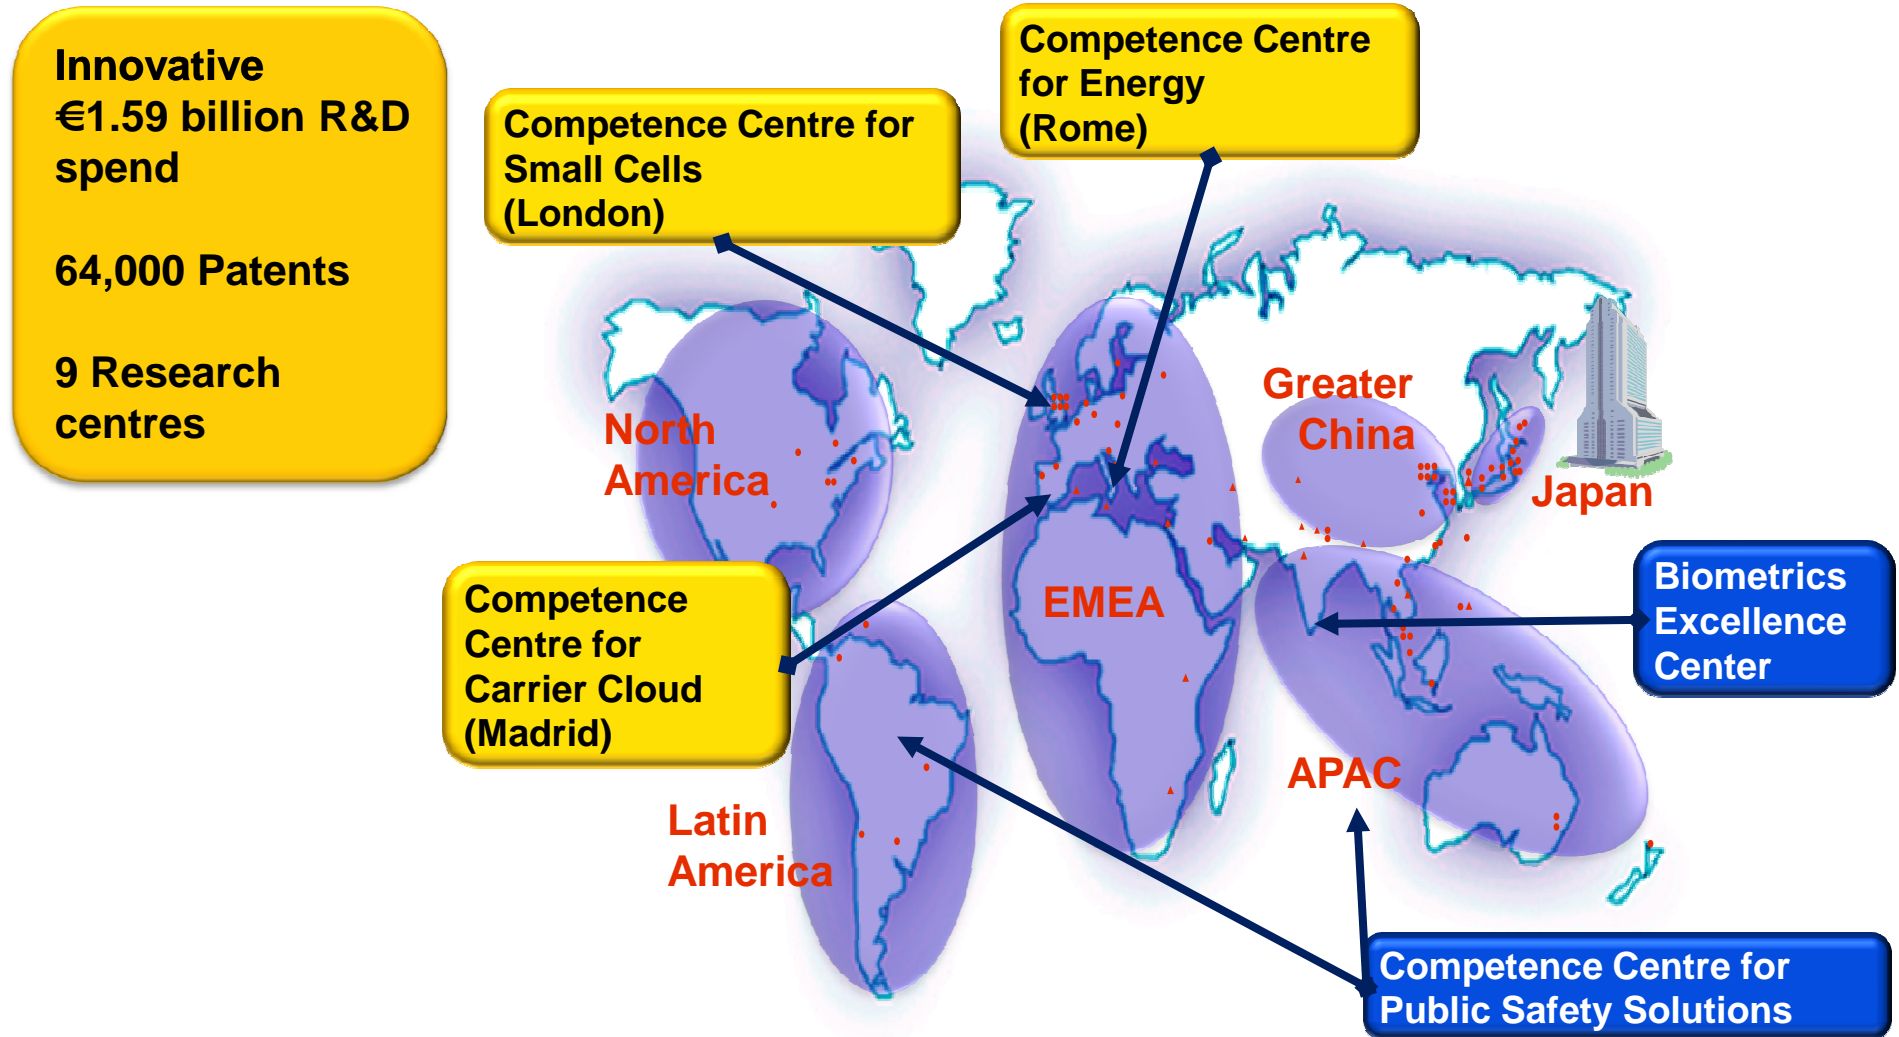 Innovative
€1.59 billion R&D
spend
64,000 Patents
9 Research
centres
Competence Centre for
Small Cells
(London)
Competence Centre
for Energy
(Rome)
North
America
Greater
China
Japan
EMEA
Competence
Centre for
Carrier Cloud
(Madrid)
Biometrics
Excellence
Center
APAC
Latin
America
Competence Centre for
Public Safety Solutions